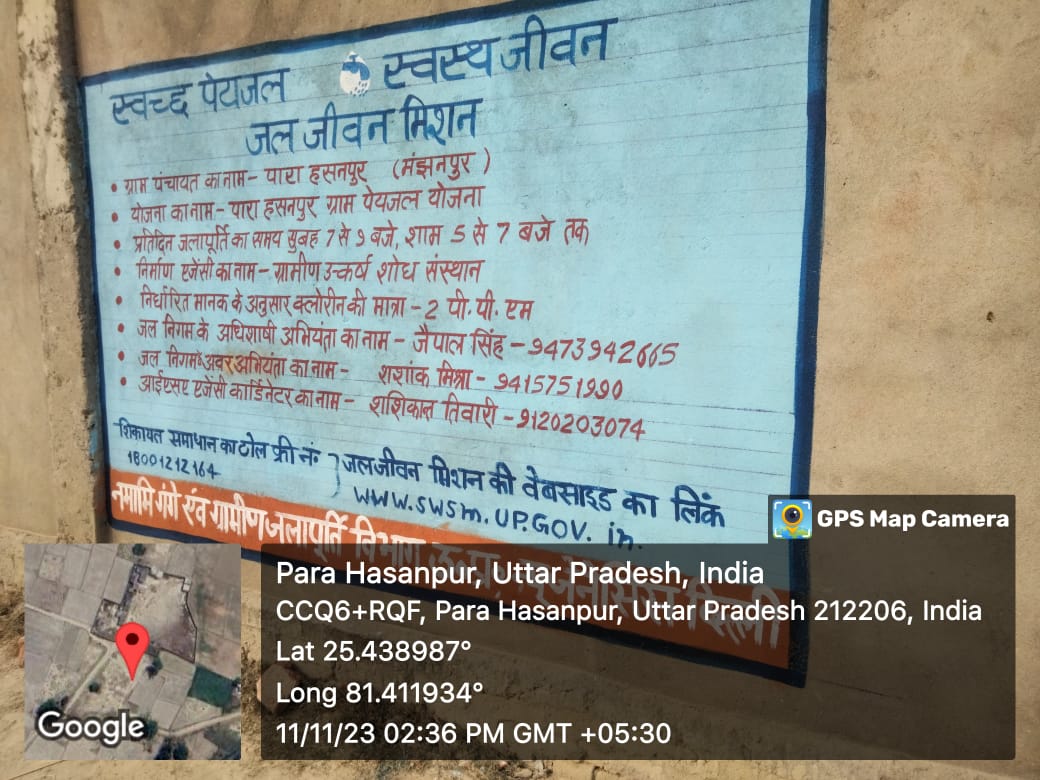 स्वच्छ पेयजल स्वस्थ जीवन
जल जीवन मिशन
• ग्राम पंचायत का नाम - पारा हसनपुर (मंझनपुर)
• योजना का नाम - पारा हसनपुर ग्राम पेयजल योजना
• प्रतिदिन जलापूर्ति का समय सुबह 7 से 9 बजे, शाम 5 से 7 बजे तक
• निर्माण एजेंसी का नाम - ग्रामीण उत्कर्ष शोध संस्थान
• निर्धारित मानक के अनुसार क्लोरीन की मात्रा - 2 पी.पी.एम
• जल निगम के अधिशाषी अभियंता का नाम - जैपाल सिंह - 9473942665
• जल निगम के अवर अभियंता का नाम - शशांक मिश्रा - 9415751990
• आईएसए एजेंसी कार्डिनेटर का नाम - शशिकान्त तिवारी - 9120203074
शिकायत समाधान का टोल फ्री नं०
18001212164
जल जीवन मिशन की वेबसाइड का लिंक
www.swsm.UP.GOV.in.
नमामि गंगे एंव ग्रामीण जलापूर्ति विभाग
GPS Map Camera
Para Hasanpur, Uttar Pradesh, India
CCQ6+RQF, Para Hasanpur, Uttar Pradesh 212206, India
Lat 25.438987°
Long 81.411934°
11/11/23 02:36 PM GMT +05:30
Google